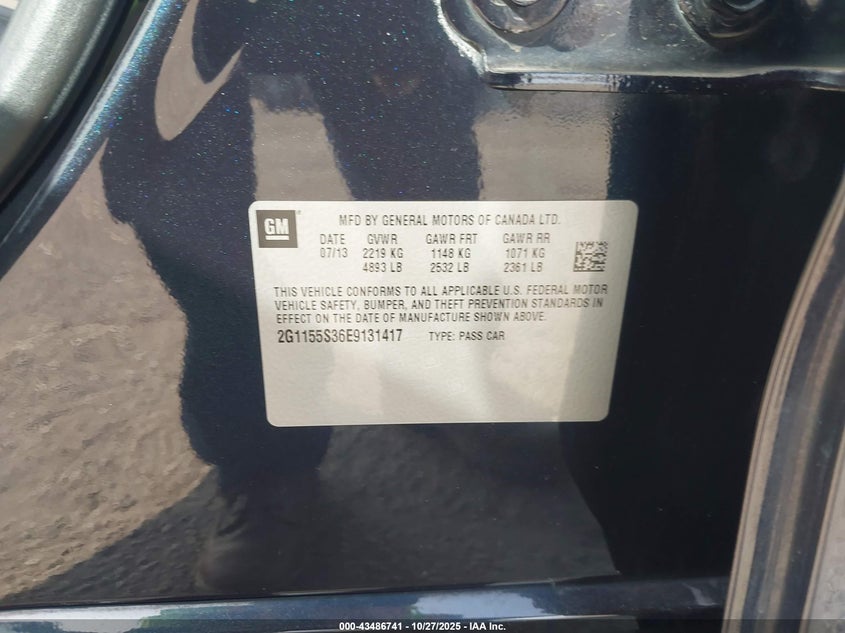 GM
MFD BY GENERAL MOTORS OF CANADA LTD.
DATE GVWR GAWR FRT GAWR RR
07/13 2219 KG 1148 KG 1071 KG
4893 LB 2532 LB 2361 LB
THIS VEHICLE CONFORMS TO ALL APPLICABLE U.S. FEDERAL MOTOR
VEHICLE SAFETY, BUMPER, AND THEFT PREVENTION STANDARDS IN
EFFECT ON THE DATE OF MANUFACTURE SHOWN ABOVE.
2G1155S36E9131417 TYPE: PASS CAR
000-43486741 - 10/27/2025 - IAA Inc.